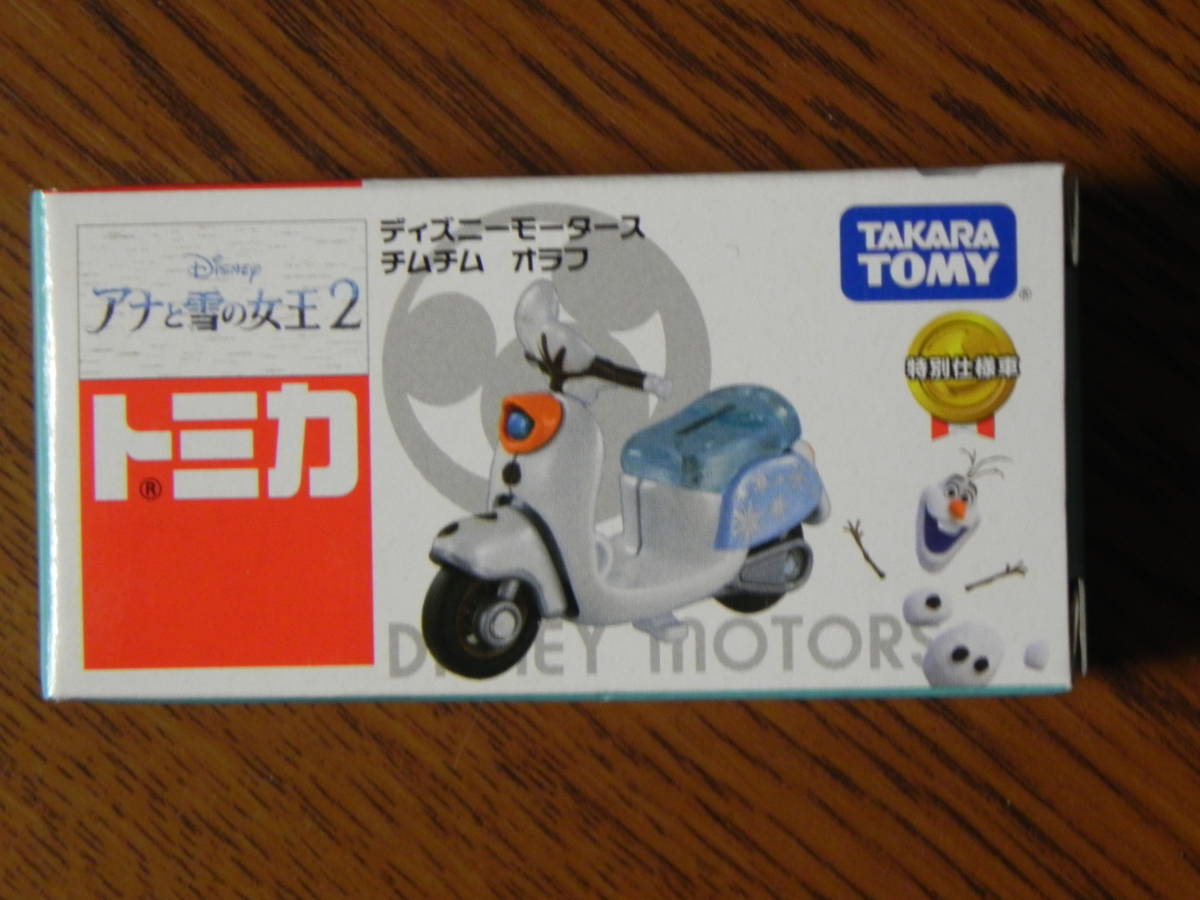 Disney
アナと雪の女王2
トミカ®
ディズニーモータース
チムチム オラフ
TAKARA
TOMY®
特別仕様車
DISNEY MOTORS